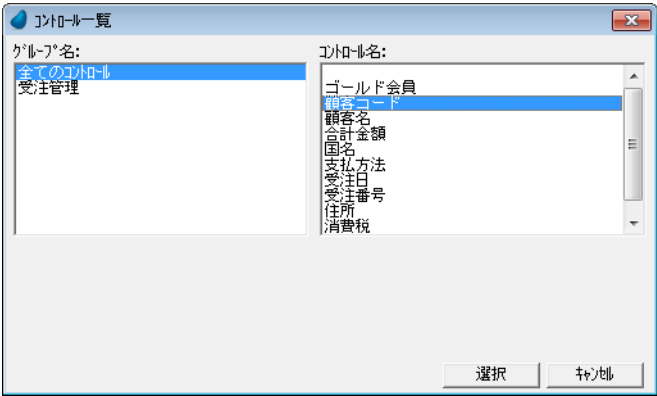 ｺﾝﾄﾛｰﾙ一覧
ｸﾞﾙｰﾌﾟ名:
全てのｺﾝﾄﾛｰﾙ
受注管理
ｺﾝﾄﾛｰﾙ名:
ゴールド会員
顧客コード
顧客名
合計金額
国名
支払方法
受注日
受注番号
住所
消費税
選択
ｷｬﾝｾﾙ